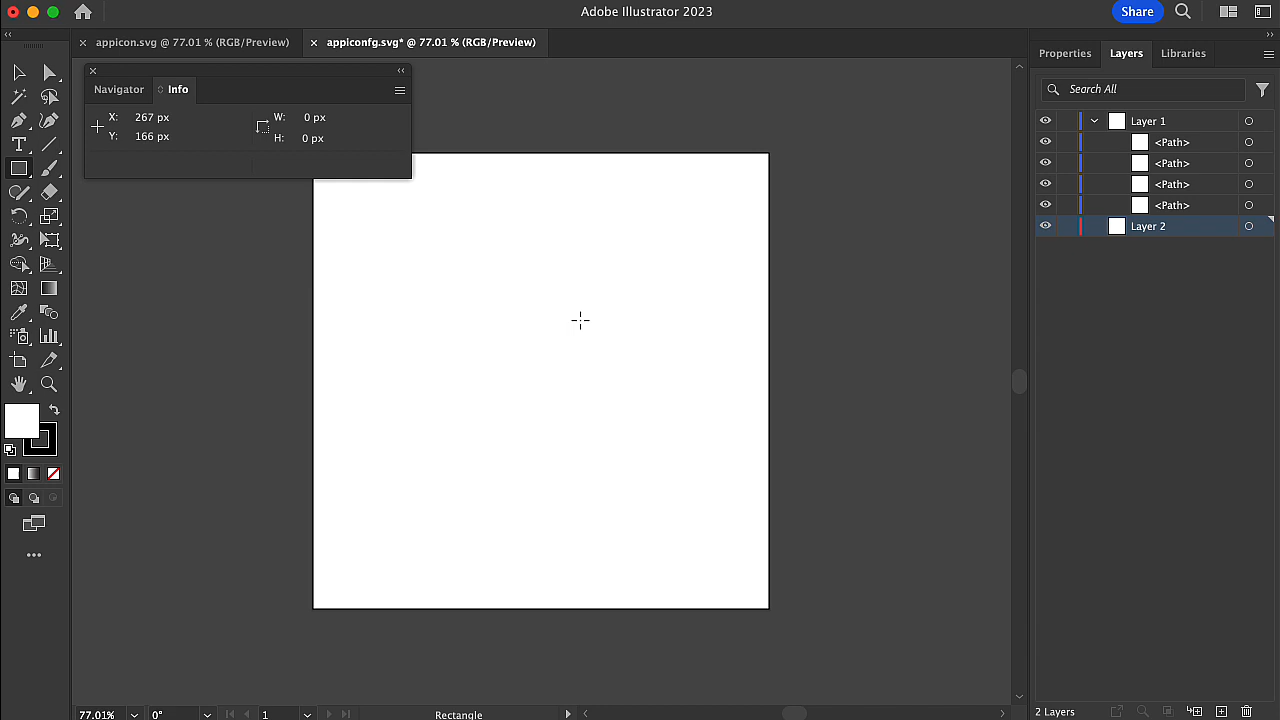 Adobe Illustrator 2023
Share
appicon.svg @ 77.01 % (RGB/Preview)
appIconfg.svg* @ 77.01 % (RGB/Preview)
Navigator
Info
X: 267 px
Y: 166 px
W: 0 px
H: 0 px
Properties
Layers
Libraries
Search All
Layer 1
<Path>
<Path>
<Path>
<Path>
Layer 2
77.01%
0°
1
Rectangle
2 Layers